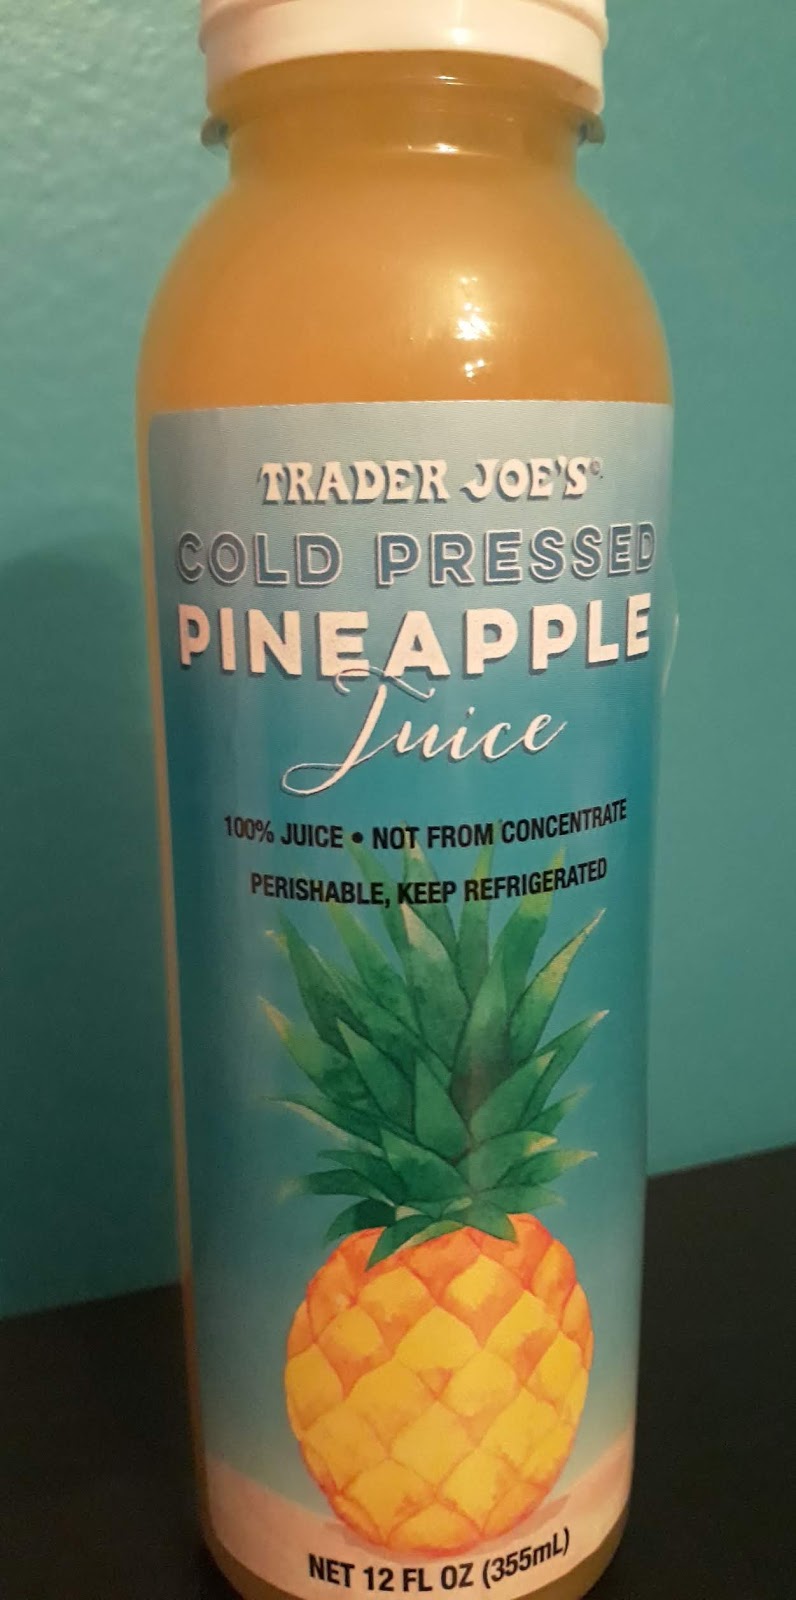 TRADER JOE'S®
COLD PRESSED
PINEAPPLE
Juice
100% JUICE • NOT FROM CONCENTRATE
PERISHABLE, KEEP REFRIGERATED
NET 12 FL OZ (355mL)